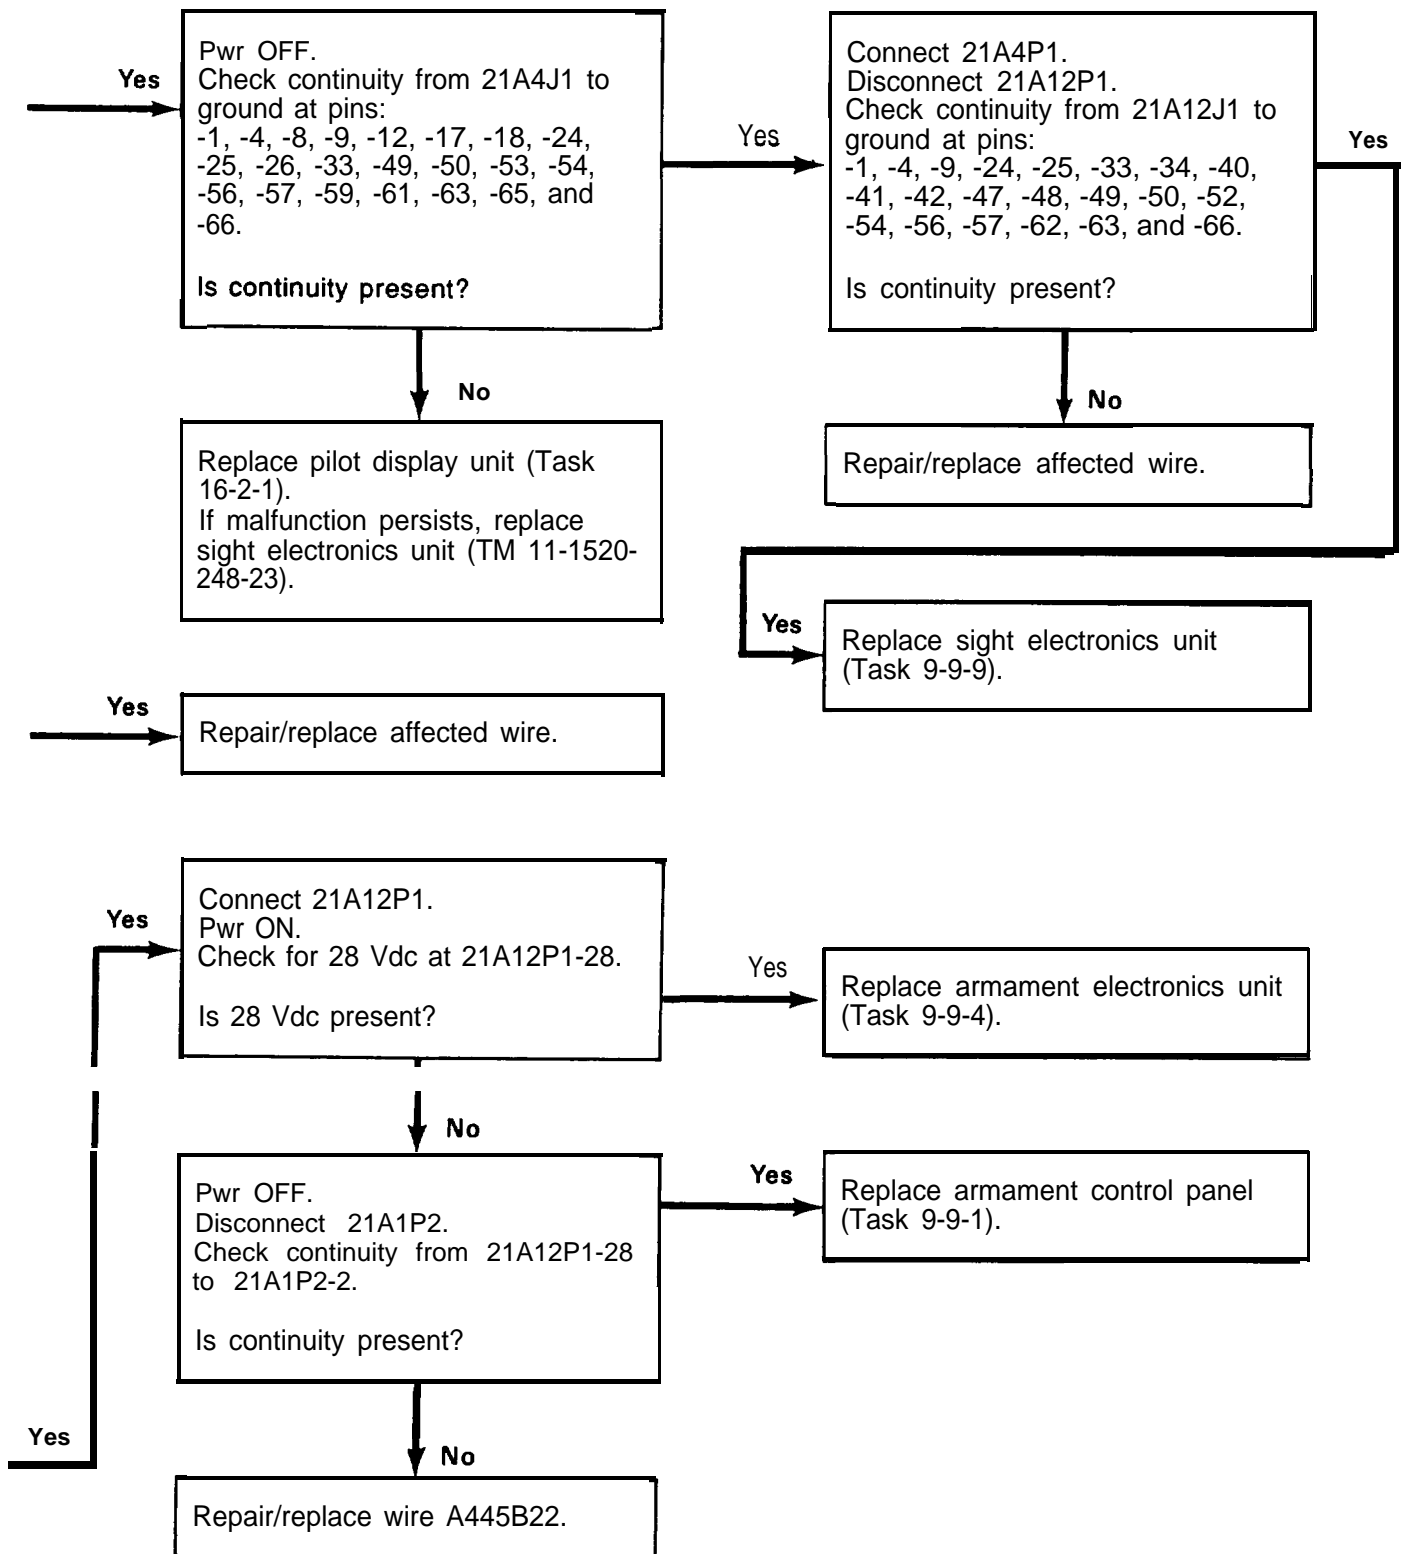 Yes
Pwr OFF.
Check continuity from 21A4J1 to
ground at pins:
-1, -4, -8, -9, -12, -17, -18, -24,
-25, -26, -33, -49, -50, -53, -54,
-56, -57, -59, -61, -63, -65, and
-66.
Is continuity present?
Yes
Connect 21A4P1.
Disconnect 21A12P1.
Check continuity from 21A12J1 to
ground at pins:
-1, -4, -9, -24, -25, -33, -34, -40,
-41, -42, -47, -48, -49, -50, -52,
-54, -56, -57, -62, -63, and -66.
Is continuity present?
Yes
No
Replace pilot display unit (Task
16-2-1).
If malfunction persists, replace
sight electronics unit (TM 11-1520-
248-23).
No
Repair/replace affected wire.
Yes
Replace sight electronics unit
(Task 9-9-9).
Yes
Repair/replace affected wire.
Yes
Connect 21A12P1.
Pwr ON.
Check for 28 Vdc at 21A12P1-28.
Is 28 Vdc present?
Yes
Replace armament electronics unit
(Task 9-9-4).
No
Pwr OFF.
Disconnect 21A1P2.
Check continuity from 21A12P1-28
to 21A1P2-2.
Is continuity present?
Yes
Replace armament control panel
(Task 9-9-1).
Yes
No
Repair/replace wire A445B22.